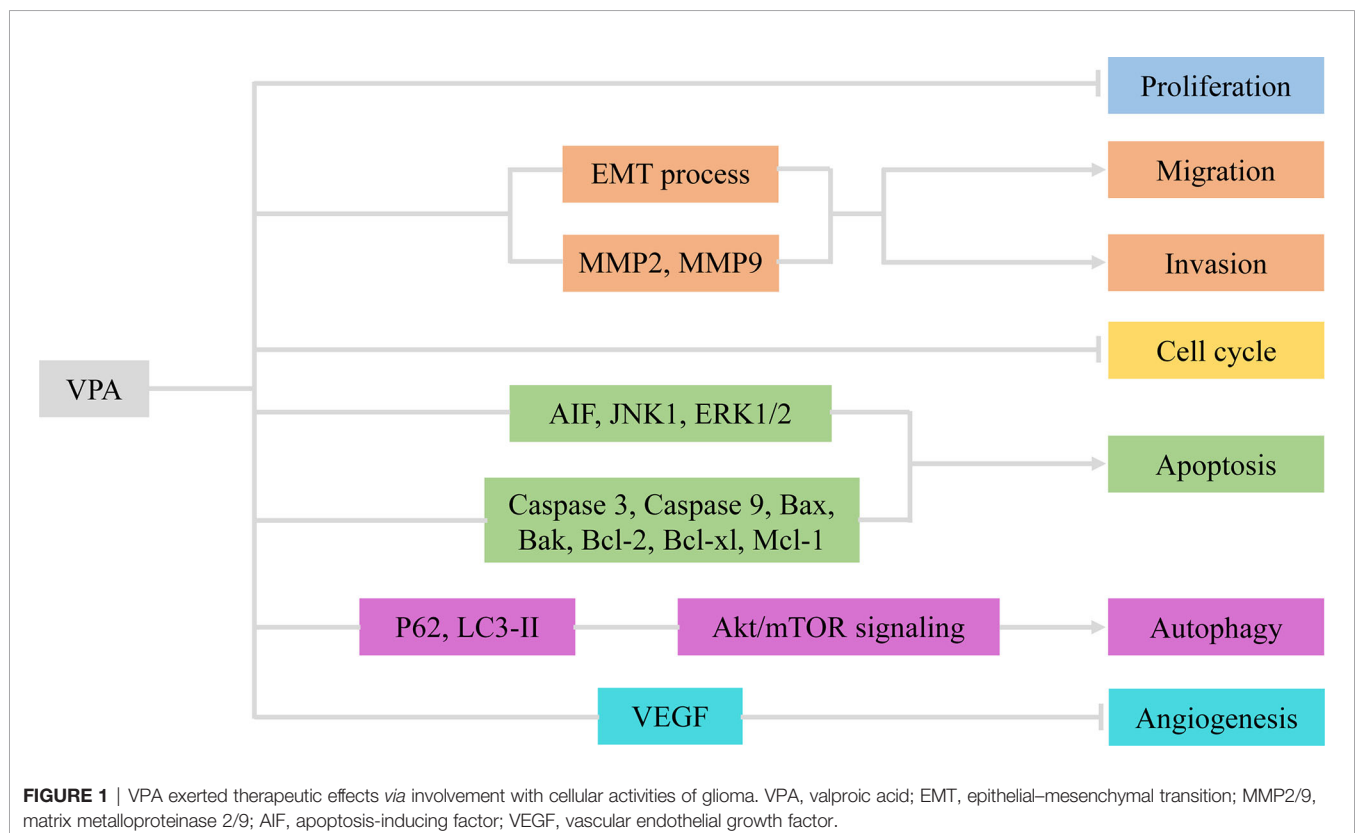 Proliferation
EMT process
Migration
MMP2, MMP9
Invasion
Cell cycle
VPA
AIF, JNK1, ERK1/2
Apoptosis
Caspase 3, Caspase 9, Bax,
Bak, Bcl-2, Bcl-xl, Mcl-1
P62, LC3-II
Akt/mTOR signaling
Autophagy
VEGF
Angiogenesis
FIGURE 1 | VPA exerted therapeutic effects via involvement with cellular activities of glioma. VPA, valproic acid; EMT, epithelial–mesenchymal transition; MMP2/9,
matrix metalloproteinase 2/9; AIF, apoptosis-inducing factor; VEGF, vascular endothelial growth factor.